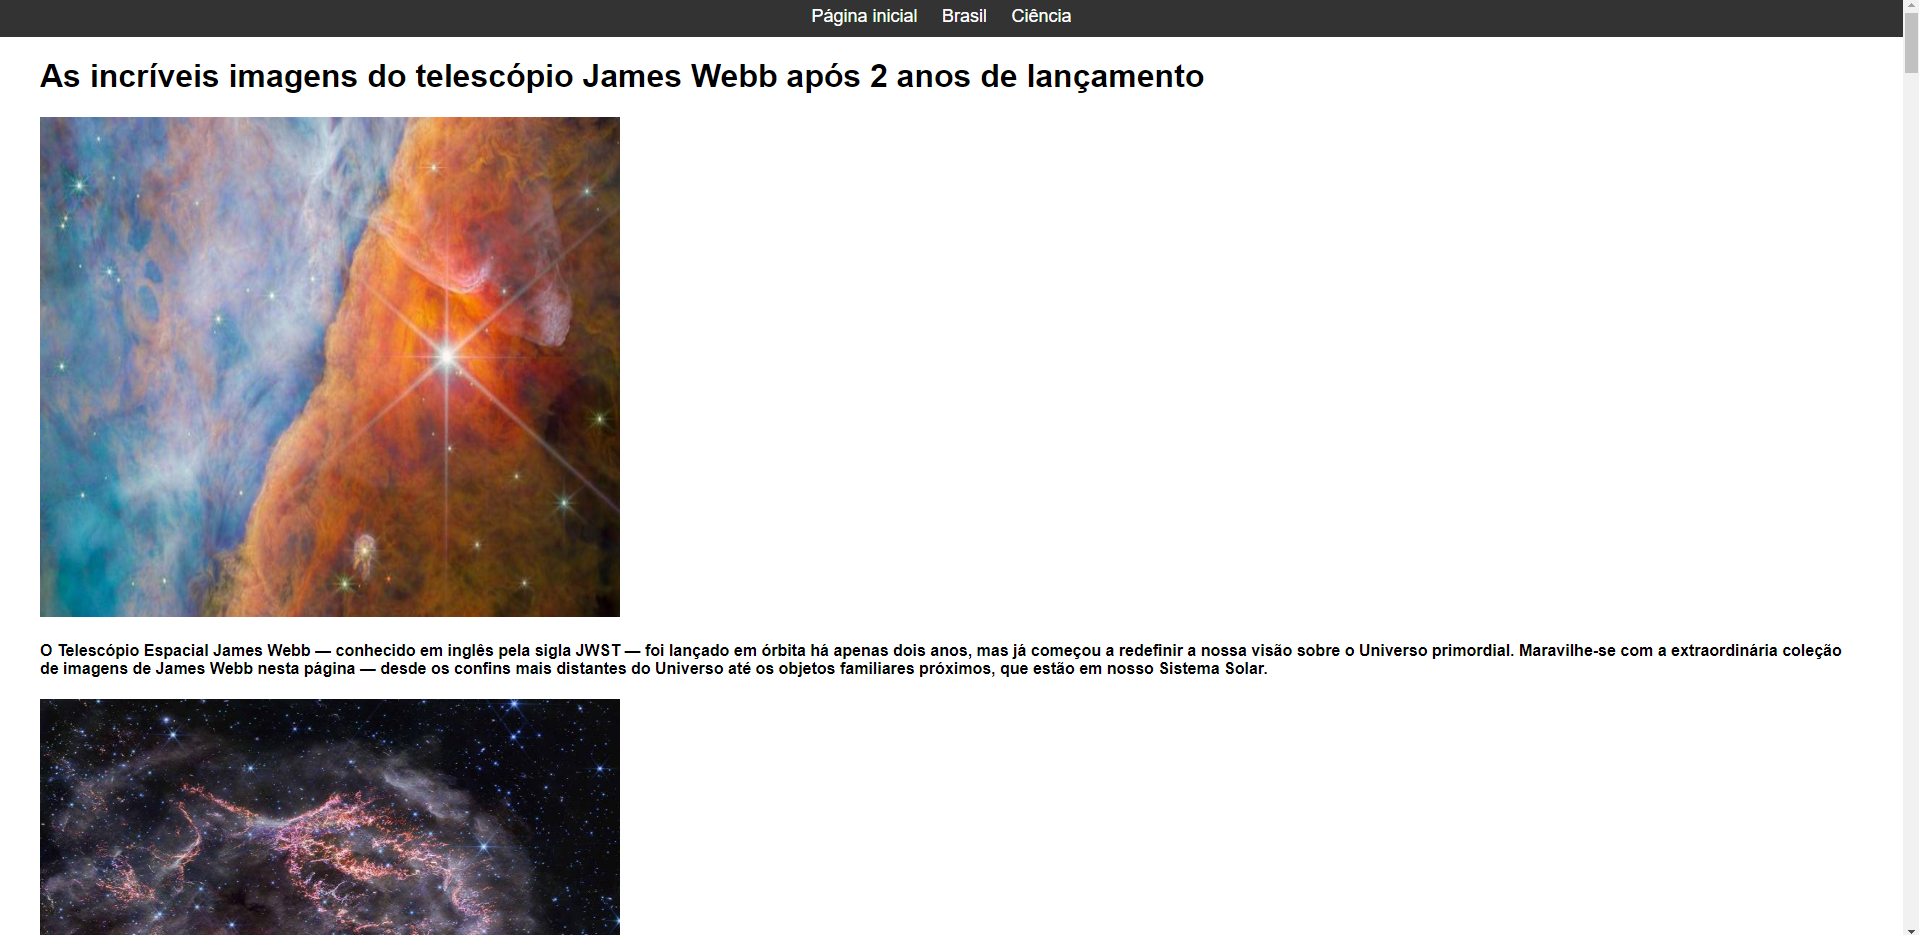 Página inicial Brasil Ciência
As incríveis imagens do telescópio James Webb após 2 anos de lançamento
O Telescópio Espacial James Webb — conhecido em inglês pela sigla JWST — foi lançado em órbita há apenas dois anos, mas já começou a redefinir a nossa visão sobre o Universo primordial. Maravilhe-se com a extraordinária coleção
de imagens de James Webb nesta página — desde os confins mais distantes do Universo até os objetos familiares próximos, que estão em nosso Sistema Solar.